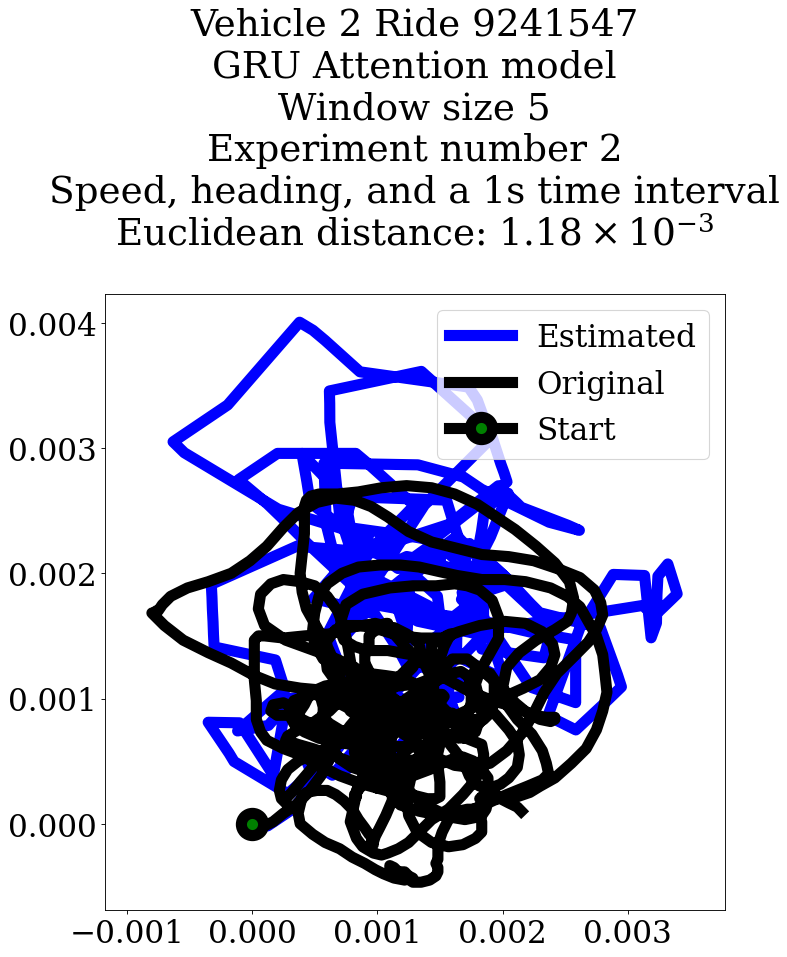 Vehicle 2 Ride 9241547
GRU Attention model
Window size 5
Experiment number 2
Speed, heading, and a 1s time interval
Euclidean distance: 1.18 × 10⁻³
Estimated
Original
Start
0.004
0.003
0.002
0.001
0.000
−0.001 0.000 0.001 0.002 0.003